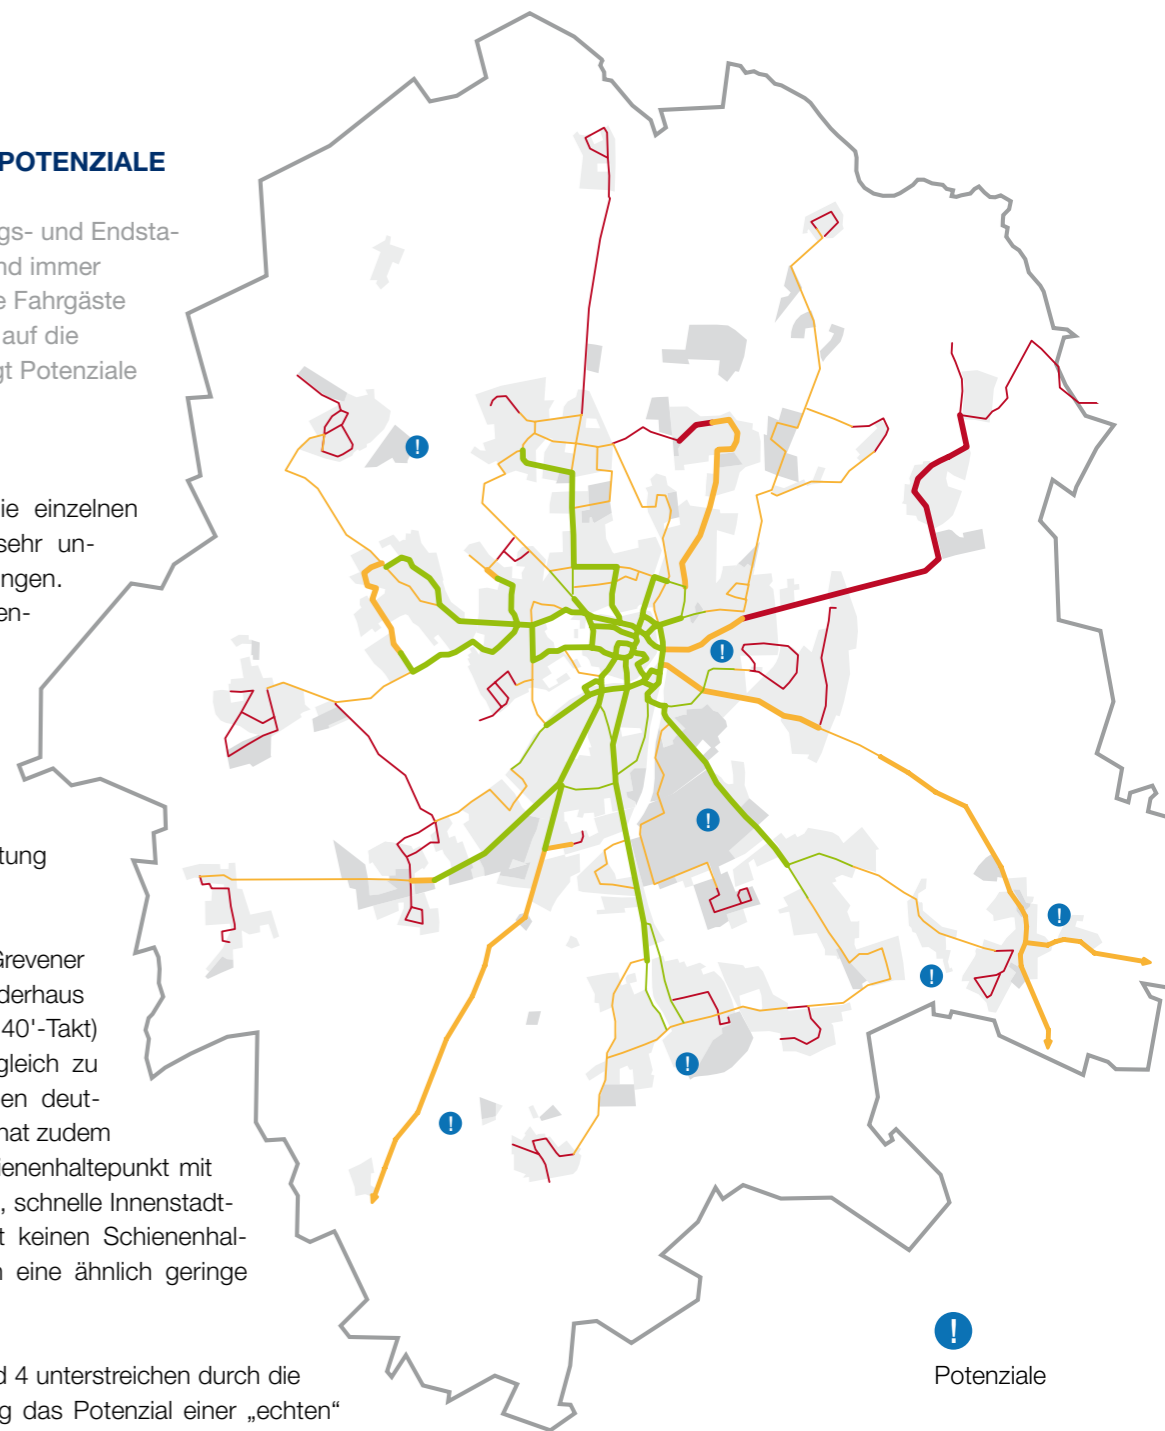 POTENZIALE
gs- und Endsta-
nd immer
e Fahrgäste
auf die
gt Potenziale
ie einzelnen
sehr un-
ngen.
en-
tung
Grevener
derhaus
40'-Takt)
gleich zu
en deut-
hat zudem
ienenhaltepunkt mit
, schnelle Innenstadt-
t keinen Schienenhal-
n eine ähnlich geringe
d 4 unterstreichen durch die
g das Potenzial einer „echten“
!
!
!
!
!
!
!
!
Potenziale